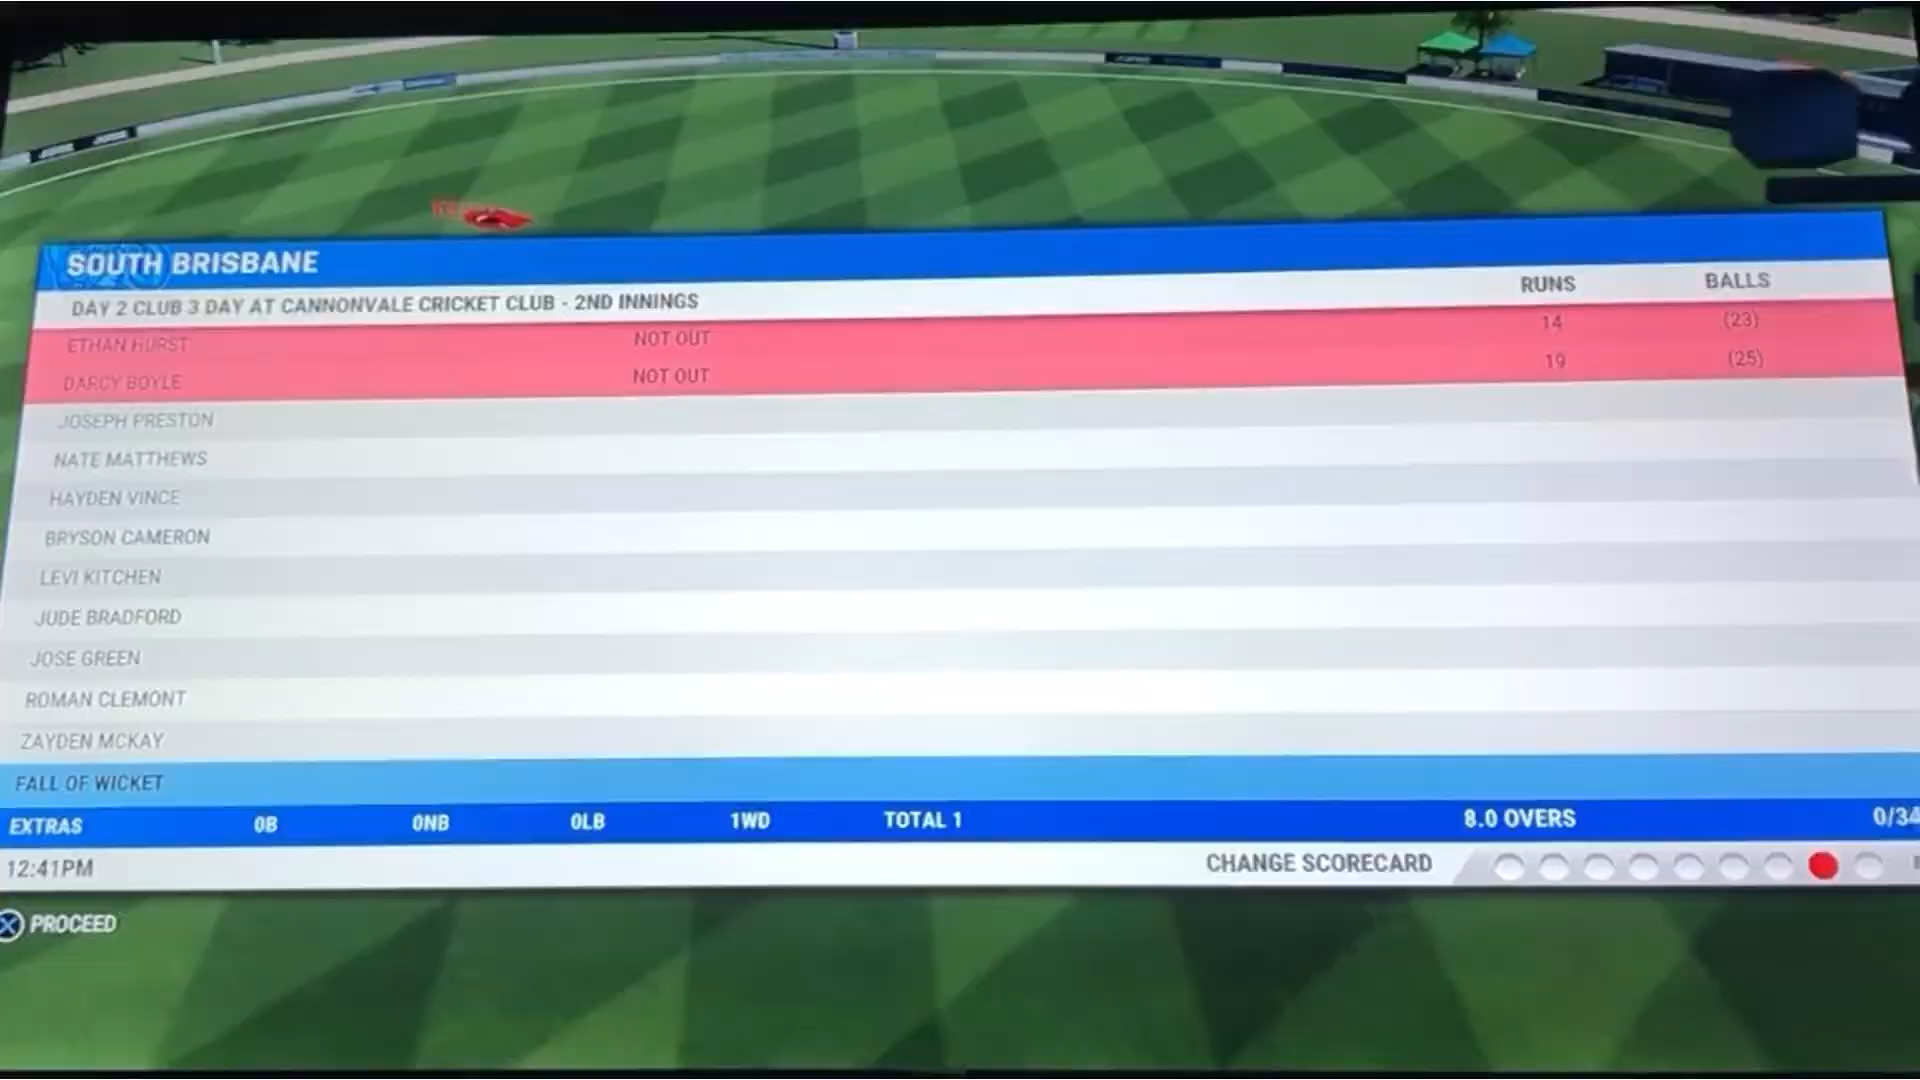 SOUTH BRISBANE
DAY 2 CLUB 3 DAY AT CANNONVALE CRICKET CLUB - 2ND INNINGS RUNS BALLS
ETHAN HURST NOT OUT 14 (23)
DARCY BOYLE NOT OUT 19 (25)
JOSEPH PRESTON
NATE MATTHEWS
HAYDEN VINCE
BRYSON CAMERON
LEVI KITCHEN
JUDE BRADFORD
JOSE GREEN
ROMAN CLEMONT
ZAYDEN MCKAY
FALL OF WICKET
EXTRAS 0B 0NB 0LB 1WD TOTAL 1 8.0 OVERS 0/34
12:41PM CHANGE SCORECARD
PROCEED